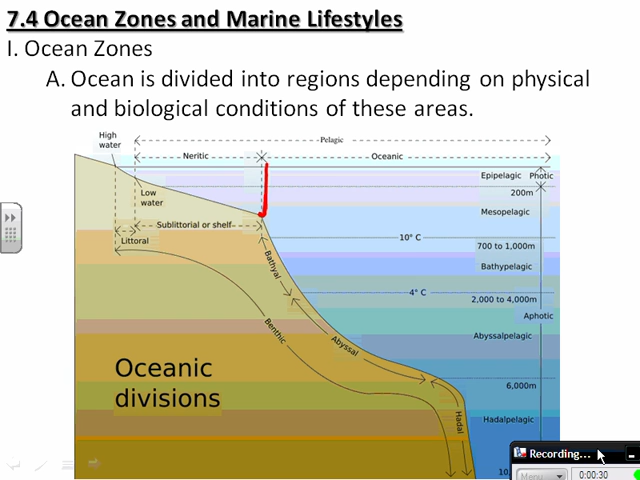 7.4 Ocean Zones and Marine Lifestyles
I. Ocean Zones
A. Ocean is divided into regions depending on physical
and biological conditions of these areas.
High
water
Pelagic
Neritic
Oceanic
Epipelagic Photic
200m
Low
water
Mesopelagic
Sublittorial or shelf
Littoral
10° C
700 to 1,000m
Bathyal
Bathypelagic
4° C
2,000 to 4,000m
Aphotic
Benthic
Abyssal
Abyssalpelagic
Oceanic
divisions
6,000m
Hadal
Hadalpelagic
Recording...
Menu
0:00:30